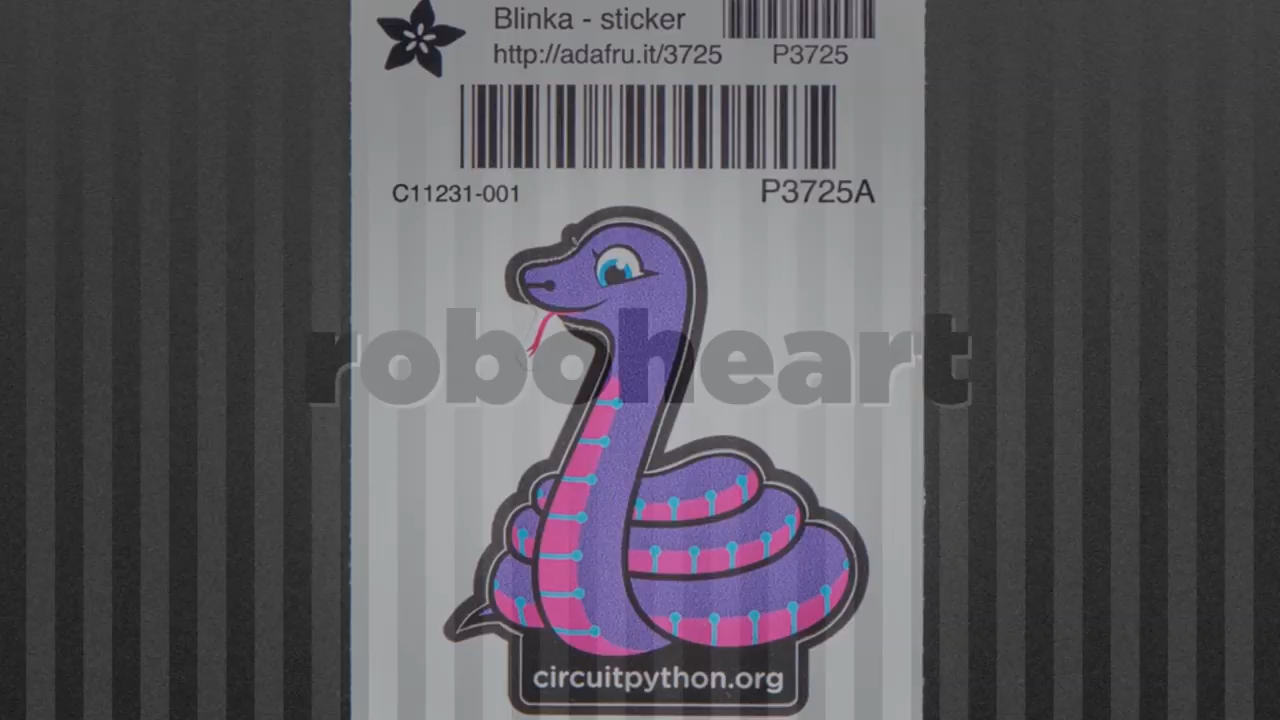 Blinka - sticker
http://adafru.it/3725 P3725
C11231-001 P3725A
roboheart
circuitpython.org